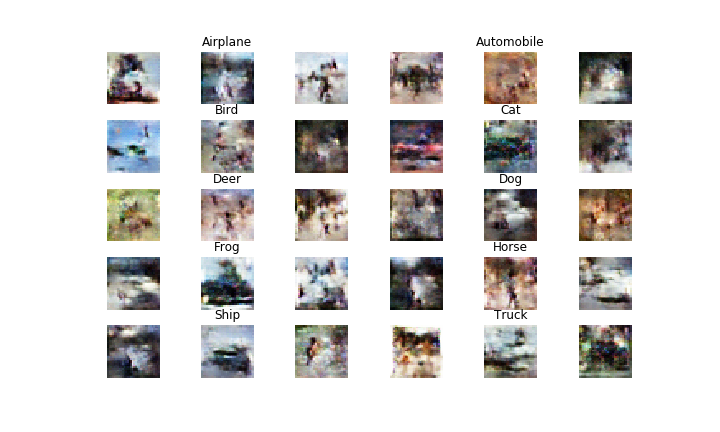 Airplane Automobile
Bird Cat
Deer Dog
Frog Horse
Ship Truck